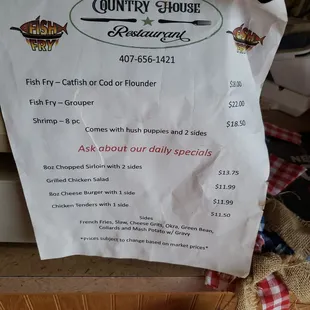 COUNTRY HOUSE
Restaurant
FISH FRY
FISH FRY
407-656-1421
Fish Fry – Catfish or Cod or Flounder
Fish Fry – Grouper $22.00
Shrimp – 8 pc $18.50
Comes with hush puppies and 2 sides
Ask about our daily specials
8oz Chopped Sirloin with 2 sides $13.75
Grilled Chicken Salad $11.99
8oz Cheese Burger with 1 side $11.99
Chicken Tenders with 1 side $11.50
Sides
French Fries, Slaw, Cheese Grits, Okra, Green Bean,
Collards and Mash Potato w/ Gravy
*Prices subject to change based on market prices*